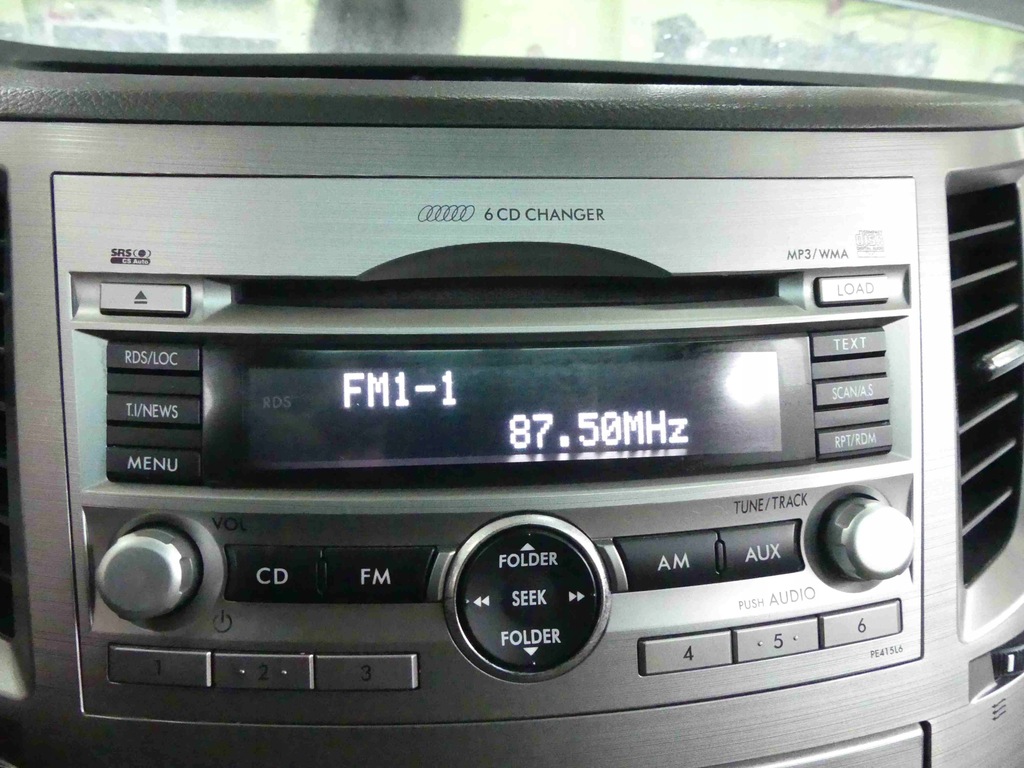 6 CD CHANGER
SRS
CS Auto
MP3/WMA
LOAD
RDS/LOC
TEXT
RDS
FM1-1
SCAN/A.S
T.I/NEWS
87.50MHz
RPT/RDM
MENU
TUNE/TRACK
VOL
FOLDER
CD
FM
AM
AUX
SEEK
PUSH AUDIO
FOLDER
1
2
3
4
5
6
PE415L6